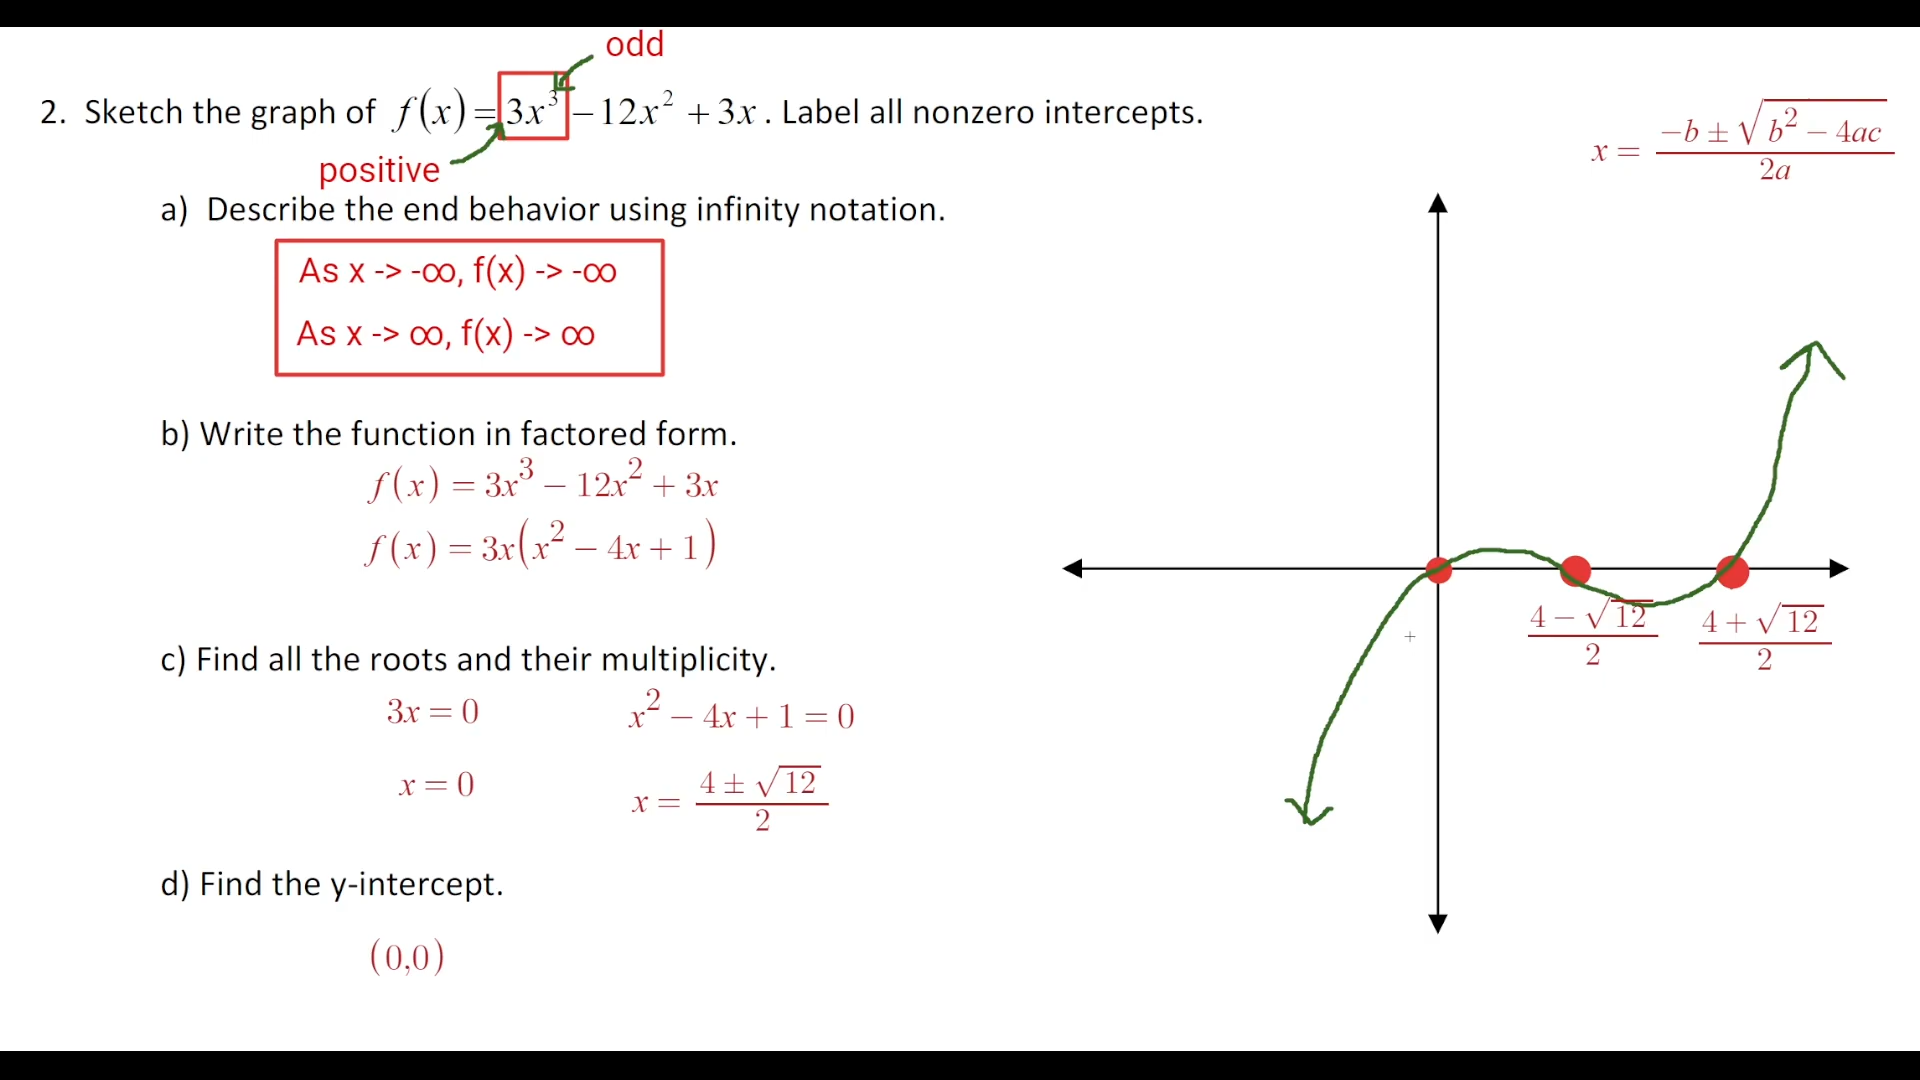 odd
2. Sketch the graph of f(x)=3x³−12x²+3x. Label all nonzero intercepts.
positive
x = (−b ± √(b² − 4ac))/(2a)
a) Describe the end behavior using infinity notation.
As x -> -∞, f(x) -> -∞
As x -> ∞, f(x) -> ∞
b) Write the function in factored form.
f(x) = 3x³ − 12x² + 3x
f(x) = 3x(x² − 4x + 1)
c) Find all the roots and their multiplicity.
3x = 0
x² − 4x + 1 = 0
x = 0
x = (4 ± √12)/2
d) Find the y-intercept.
(0,0)
(4 − √12)/2
(4 + √12)/2